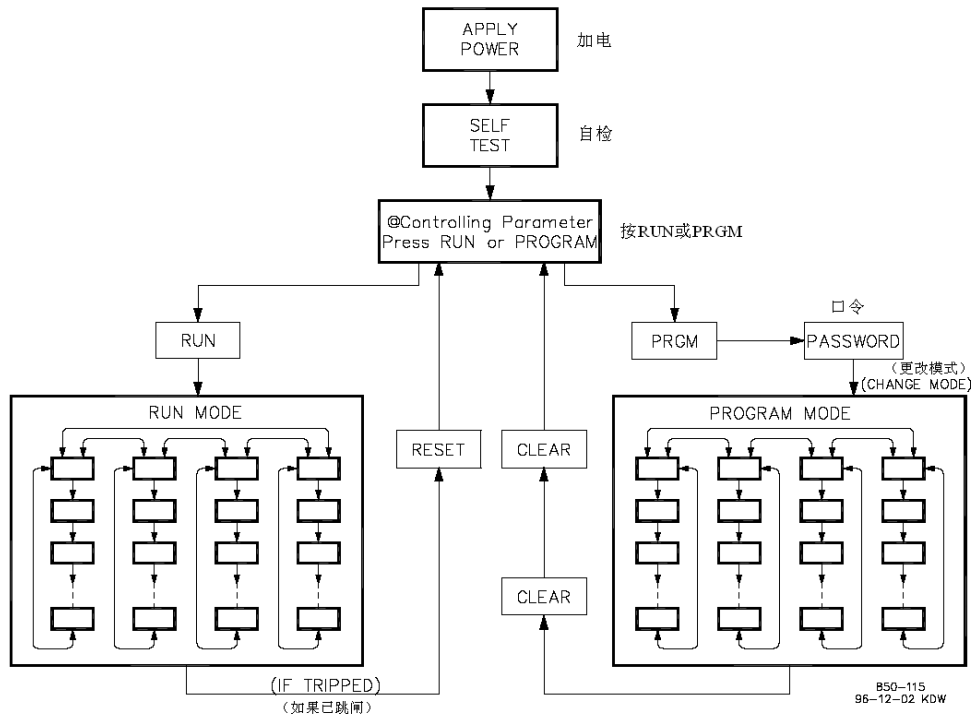 APPLY
POWER
加电
SELF
TEST
自检
@Controlling Parameter
Press RUN or PROGRAM
按RUN或PRGM
RUN
PRGM
口令
PASSWORD
(更改模式)
(CHANGE MODE)
RUN MODE
RESET
CLEAR
PROGRAM MODE
CLEAR
(IF TRIPPED)
(如果已跳闸)
850-115
96-12-02 KDW